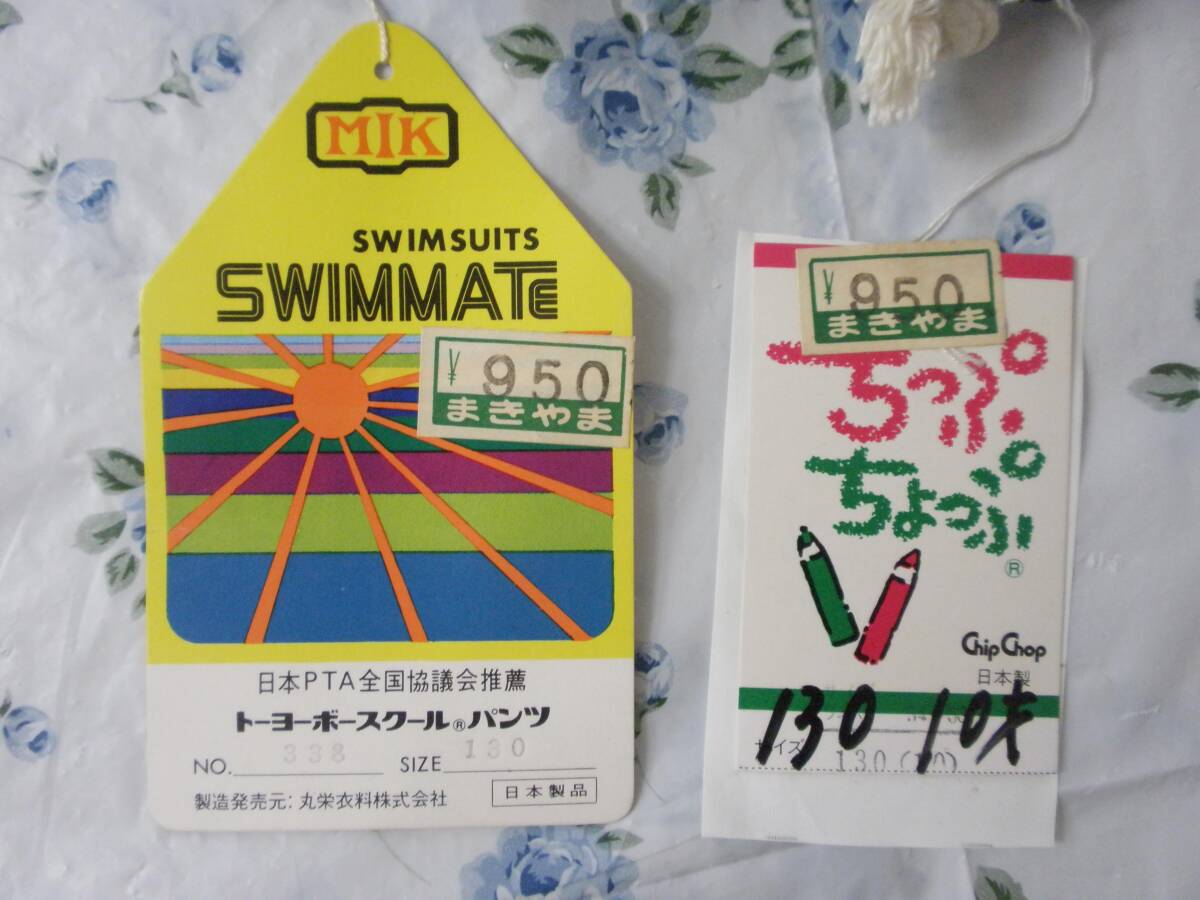 MIK
SWIMSUITS
SWIMMATE
¥950
まきやま
日本PTA全国協議会推薦
トーヨーボースクール®パンツ
NO. 338 SIZE 130
製造発売元: 丸栄衣料株式会社 日本製品
¥950
まきやま
ちっぷ
ちょっぷ®
Chip Chop
日本製
130 10才
サイズ 130